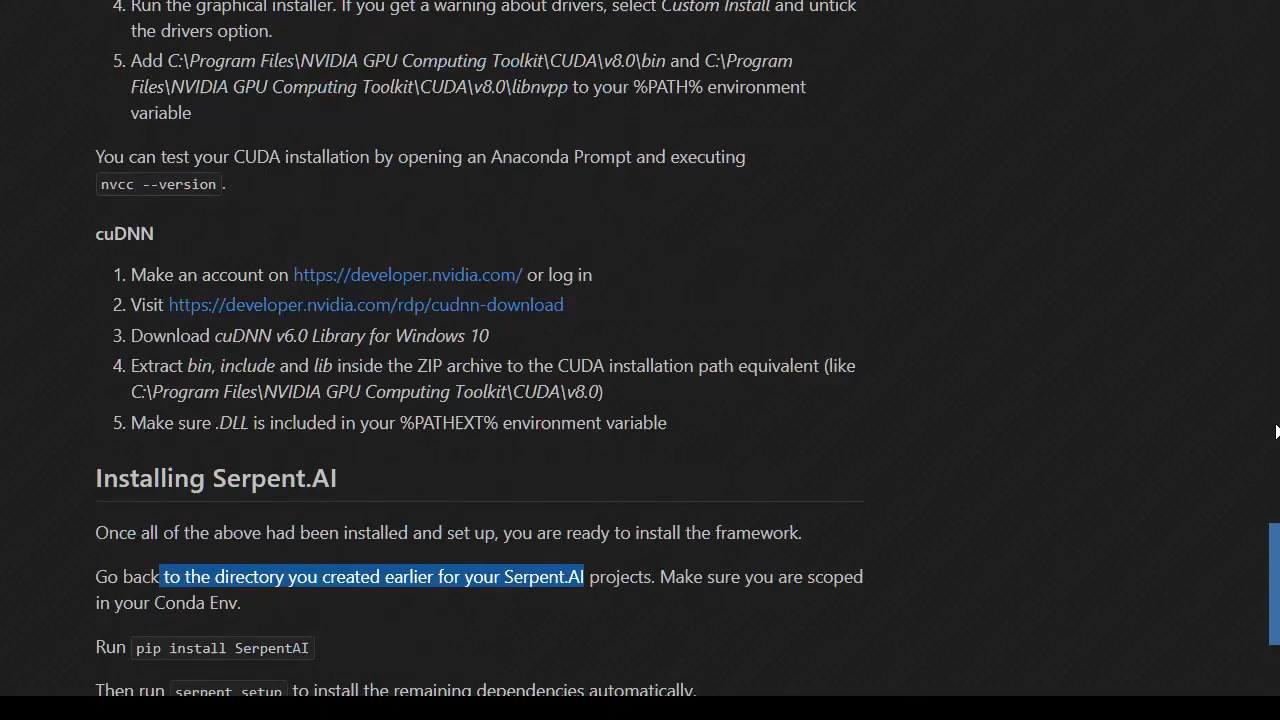 4. Run the graphical installer. If you get a warning about drivers, select Custom Install and untick
the drivers option.
5. Add C:\Program Files\NVIDIA GPU Computing Toolkit\CUDA\v8.0\bin and C:\Program
Files\NVIDIA GPU Computing Toolkit\CUDA\v8.0\libnvpp to your %PATH% environment
variable
You can test your CUDA installation by opening an Anaconda Prompt and executing
nvcc --version.
cuDNN
1. Make an account on https://developer.nvidia.com/ or log in
2. Visit https://developer.nvidia.com/rdp/cudnn-download
3. Download cuDNN v6.0 Library for Windows 10
4. Extract bin, include and lib inside the ZIP archive to the CUDA installation path equivalent (like
C:\Program Files\NVIDIA GPU Computing Toolkit\CUDA\v8.0)
5. Make sure .DLL is included in your %PATHEXT% environment variable
Installing Serpent.AI
Once all of the above had been installed and set up, you are ready to install the framework.
Go back to the directory you created earlier for your Serpent.AI projects. Make sure you are scoped
in your Conda Env.
Run pip install SerpentAI
Then run serpent setup to install the remaining dependencies automatically.